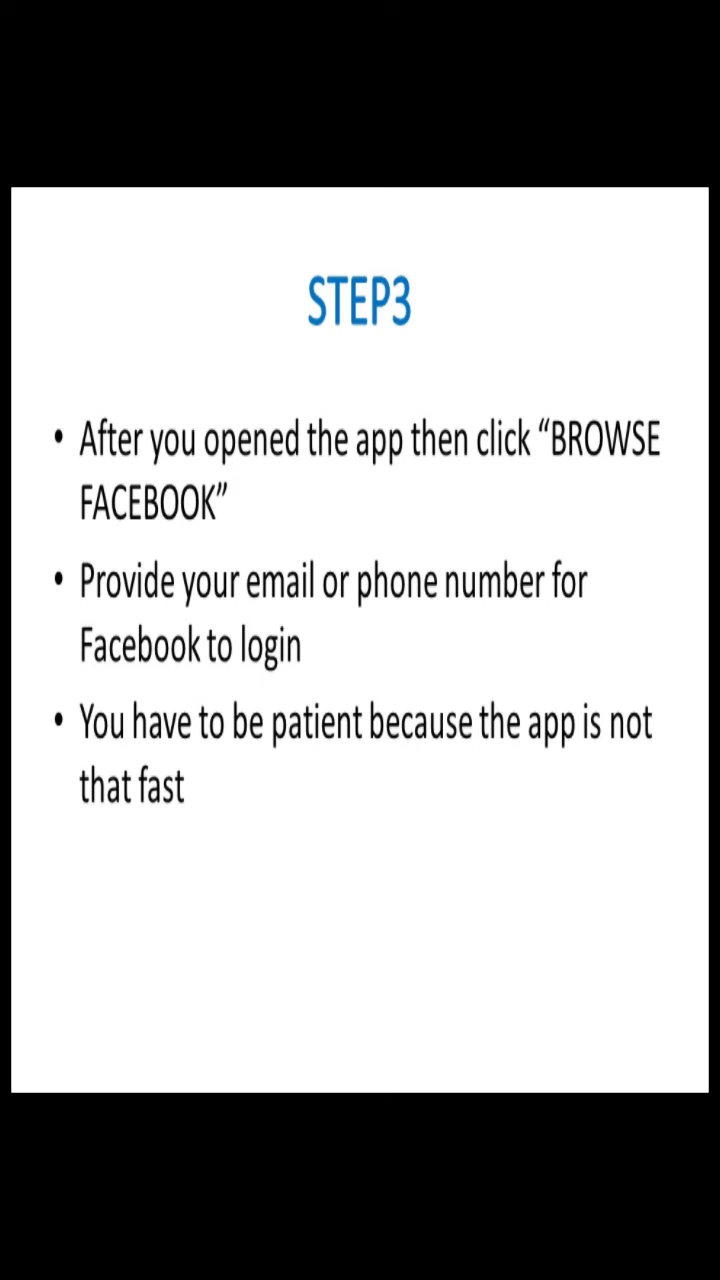 STEP3
• After you opened the app then click “BROWSE
FACEBOOK”
• Provide your email or phone number for
Facebook to login
• You have to be patient because the app is not
that fast